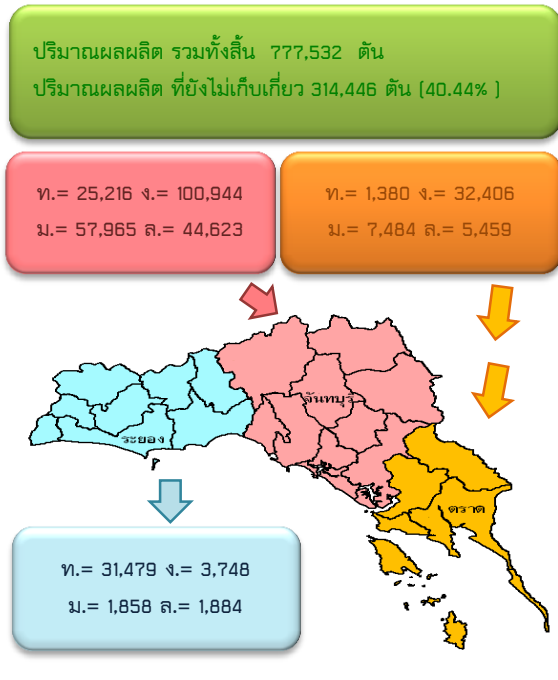 ปริมาณผลผลิต รวมทั้งสิ้น 777,532 ตัน
ปริมาณผลผลิต ที่ยังไม่เก็บเกี่ยว 314,446 ตัน (40.44% )
ท.= 25,216 ง.= 100,944
ม.= 57,965 ล.= 44,623
ท.= 1,380 ง.= 32,406
ม.= 7,484 ล.= 5,459
จันทบุรี
ระยอง
ตราด
ท.= 31,479 ง.= 3,748
ม.= 1,858 ล.= 1,884